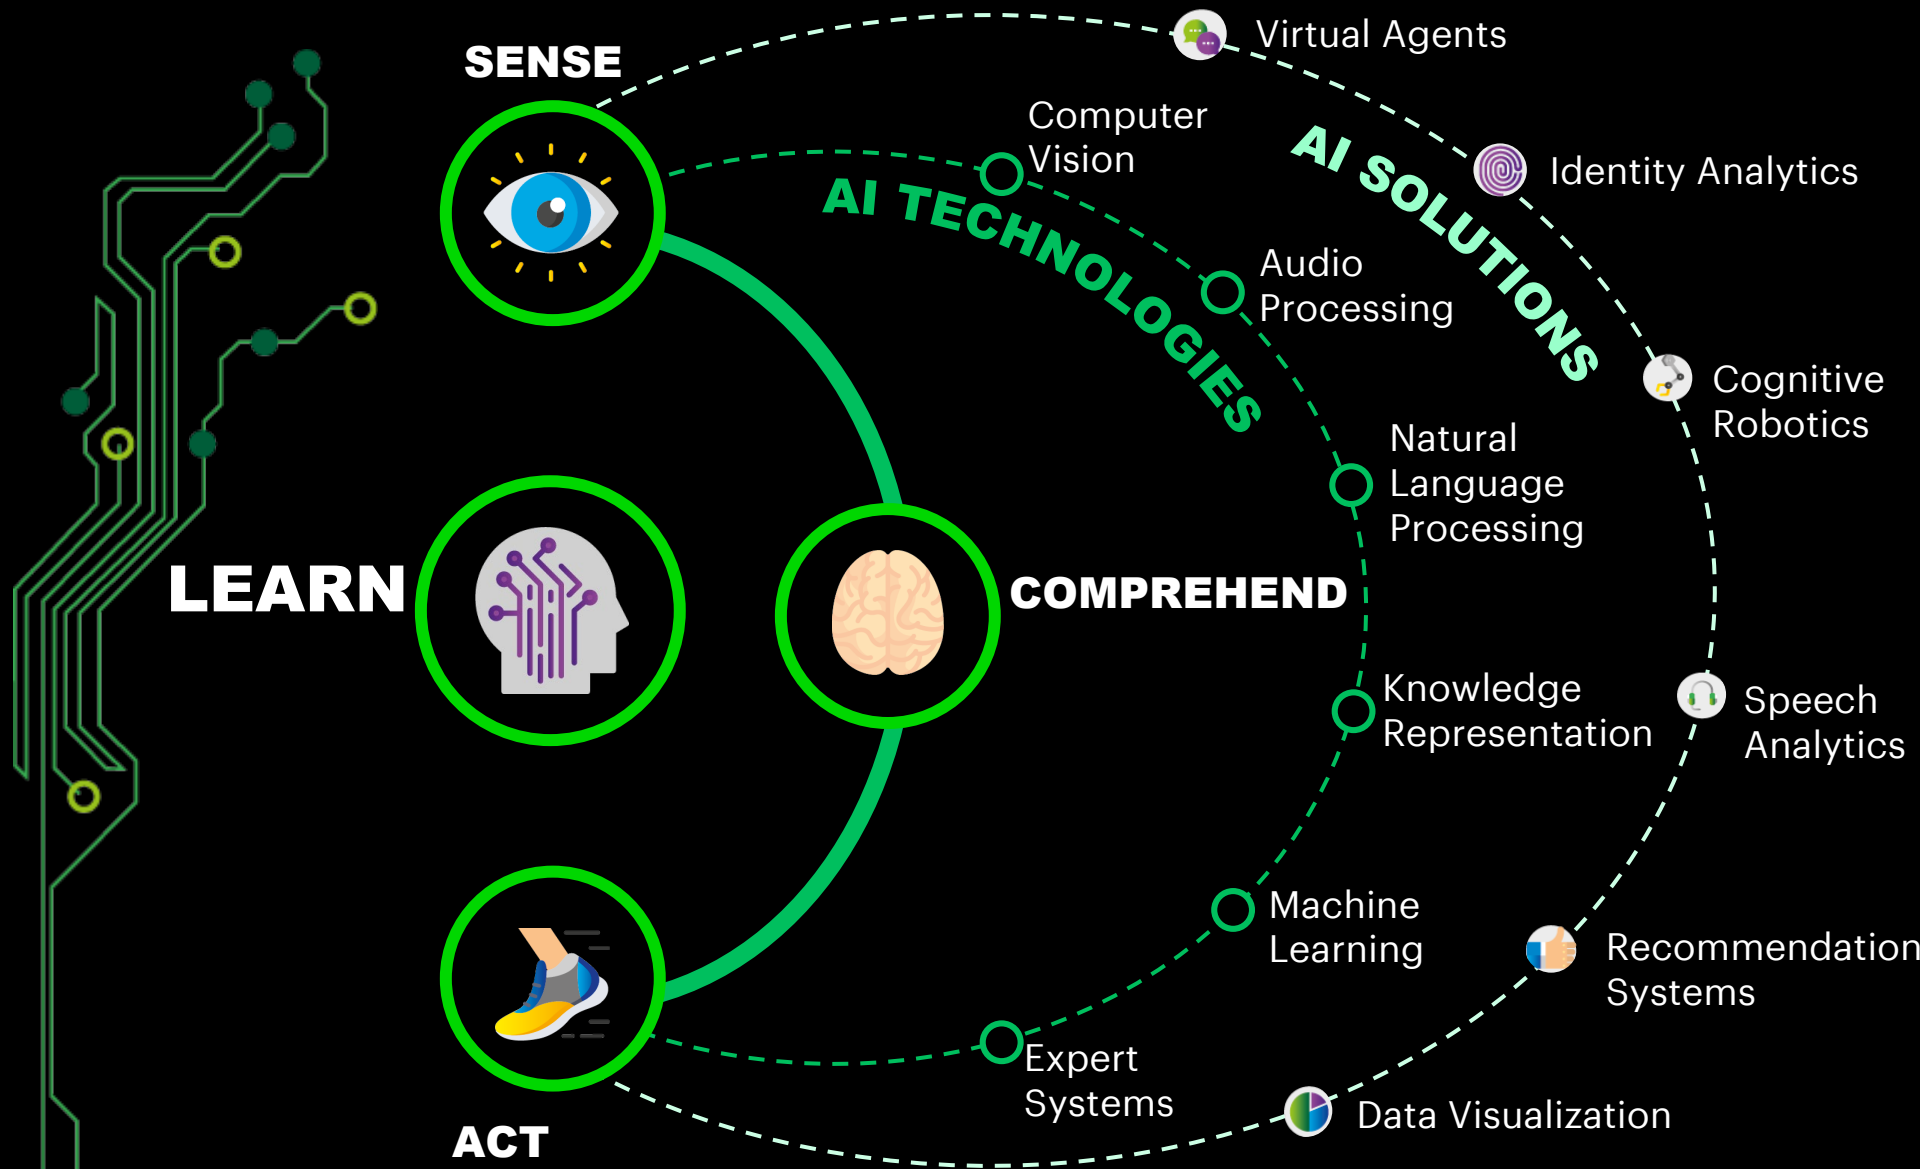 SENSE
LEARN
COMPREHEND
ACT
AI TECHNOLOGIES
Computer
Vision
Audio
Processing
Natural
Language
Processing
Knowledge
Representation
Machine
Learning
Expert
Systems
AI SOLUTIONS
Virtual Agents
Identity Analytics
Cognitive
Robotics
Speech
Analytics
Recommendation
Systems
Data Visualization